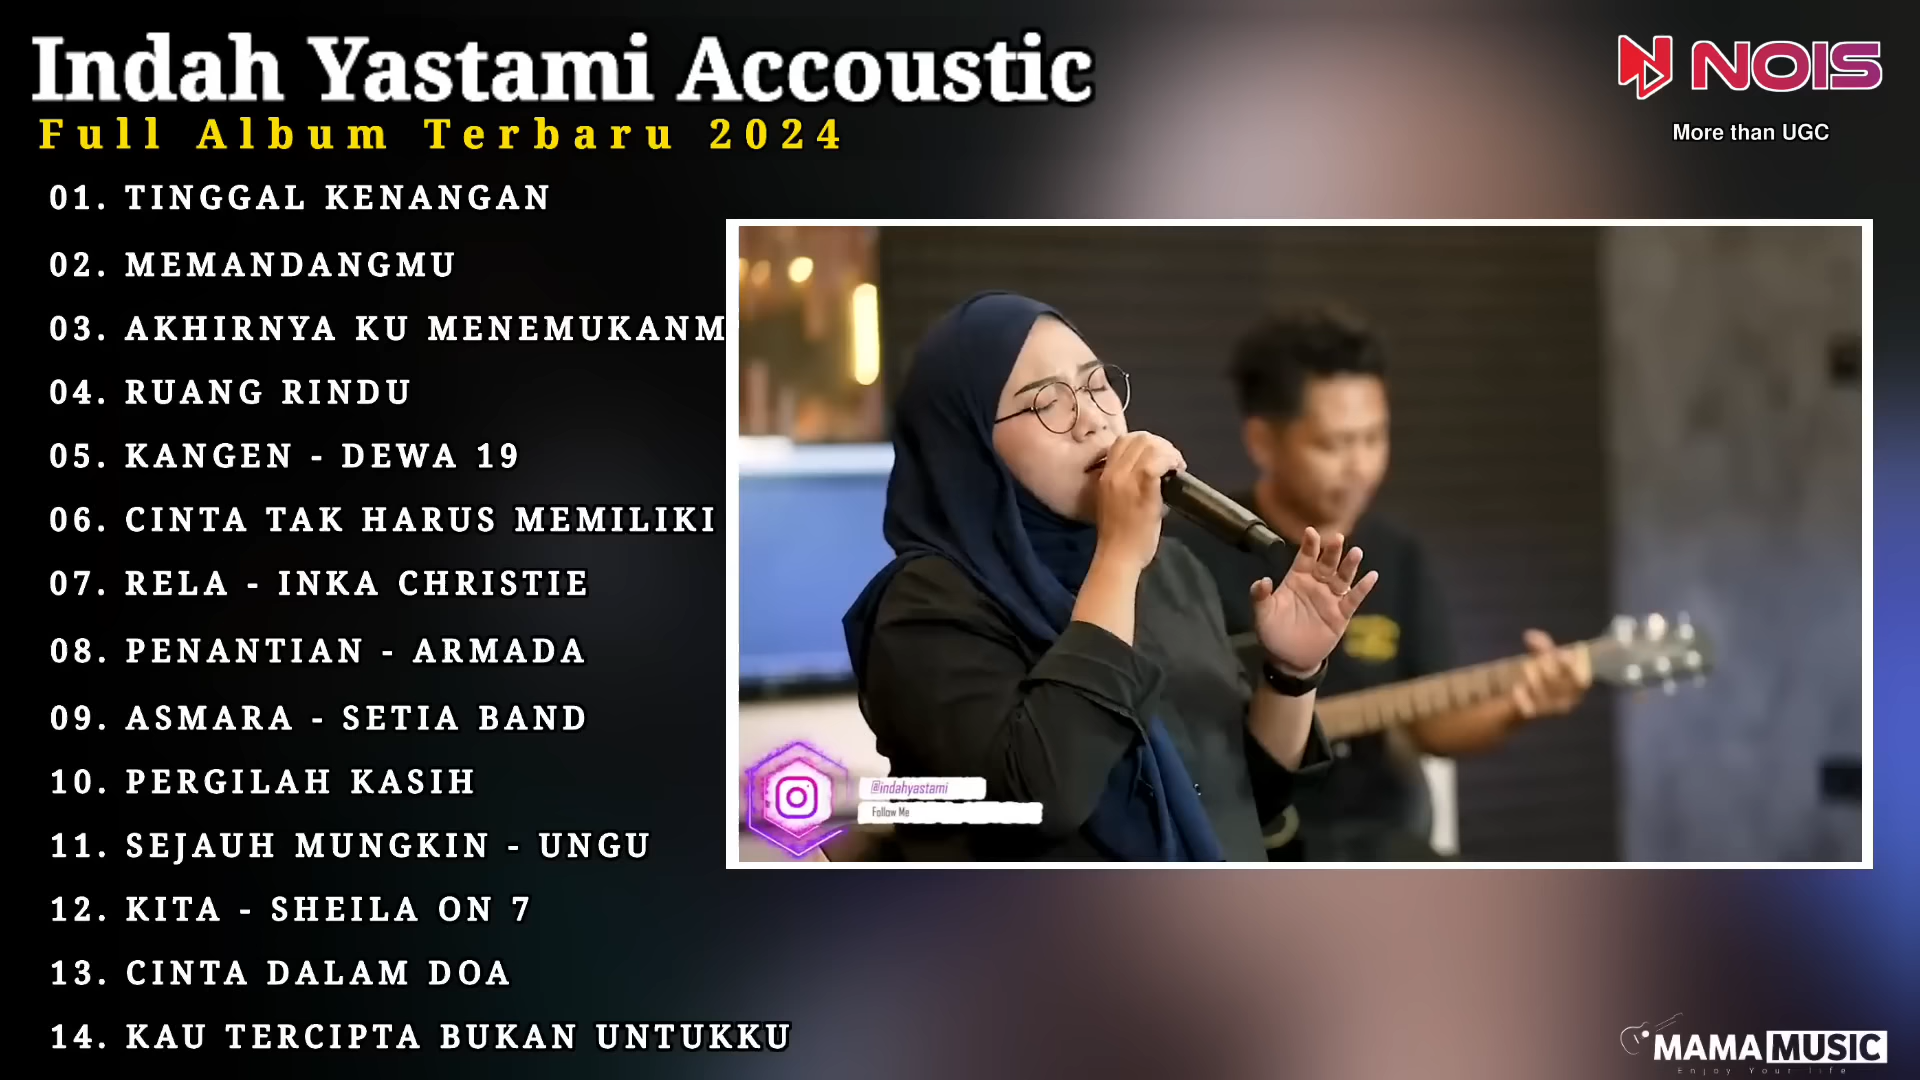 Indah Yastami Accoustic
Full Album Terbaru 2024
NOIS
More than UGC
01. TINGGAL KENANGAN
02. MEMANDANGMU
03. AKHIRNYA KU MENEMUKANM
04. RUANG RINDU
05. KANGEN - DEWA 19
06. CINTA TAK HARUS MEMILIKI
07. RELA - INKA CHRISTIE
08. PENANTIAN - ARMADA
09. ASMARA - SETIA BAND
10. PERGILAH KASIH
11. SEJAUH MUNGKIN - UNGU
12. KITA - SHEILA ON 7
13. CINTA DALAM DOA
14. KAU TERCIPTA BUKAN UNTUKKU
@indahyastami
Follow Me
MAMA MUSIC
Enjoy Your life